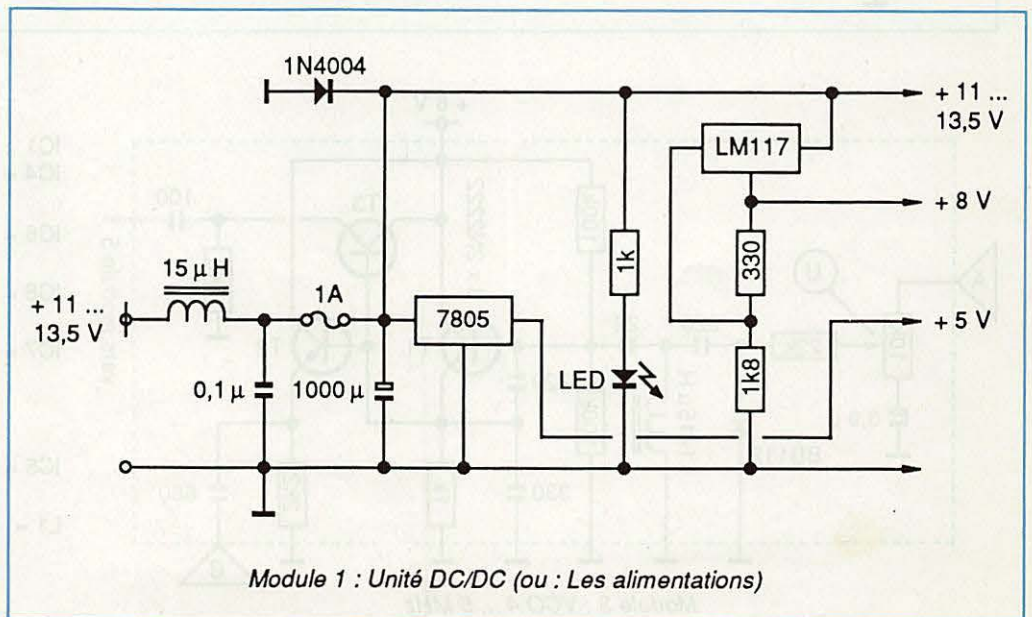 1N4004
+ 11 ...
13,5 V
LM117
+ 8 V
330
1k
15 µ H
1A
+ 11 ...
13,5 V
7805
+ 5 V
0,1 µ
1000 µ
LED
1k8
Module 1 : Unité DC/DC (ou : Les alimentations)